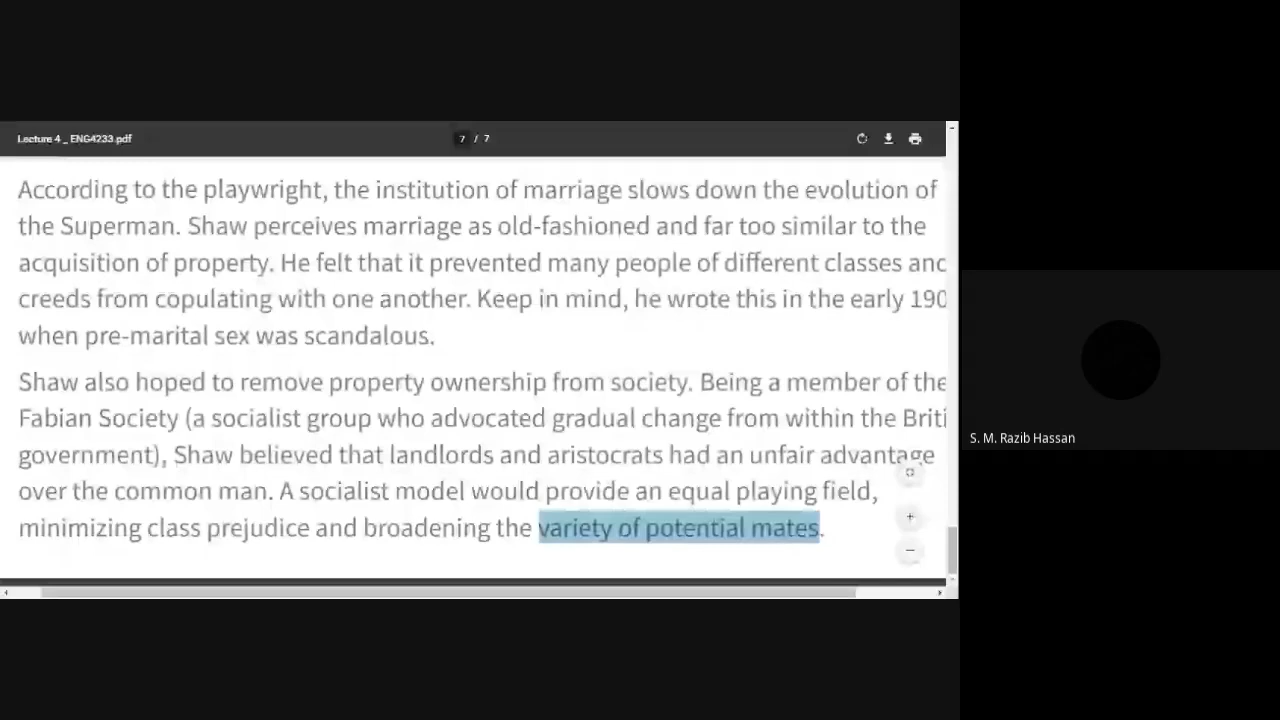 Lecture 4 _ ENG4233.pdf
7 / 7
According to the playwright, the institution of marriage slows down the evolution of
the Superman. Shaw perceives marriage as old-fashioned and far too similar to the
acquisition of property. He felt that it prevented many people of different classes and
creeds from copulating with one another. Keep in mind, he wrote this in the early 190
when pre-marital sex was scandalous.
Shaw also hoped to remove property ownership from society. Being a member of the
Fabian Society (a socialist group who advocated gradual change from within the Briti
government), Shaw believed that landlords and aristocrats had an unfair advantage
over the common man. A socialist model would provide an equal playing field,
minimizing class prejudice and broadening the variety of potential mates.
S. M. Razib Hassan